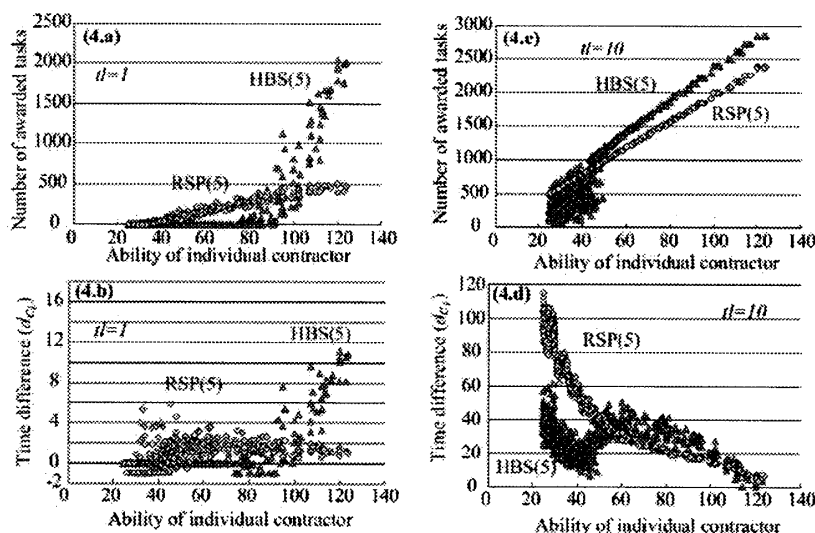 (4.a)
tl=1
HBS(5)
RSP(5)
Number of awarded tasks
2500
2000
1500
1000
500
0
0 20 40 60 80 100 120 140
Ability of individual contractor
(4.c)
tl=10
HBS(5)
RSP(5)
Number of awarded tasks
3000
2500
2000
1500
1000
500
0
0 20 40 60 80 100 120 140
Ability of individual contractor
(4.b)
tl=1
HBS(5)
RSP(5)
Time difference (dci)
16
12
8
4
0
-2
0 20 40 60 80 100 120 140
Ability of individual contractor
(4.d)
tl=10
RSP(5)
HBS(5)
Time difference (dci)
120
100
80
60
40
20
0
0 20 40 60 80 100 120 140
Ability of individual contractor